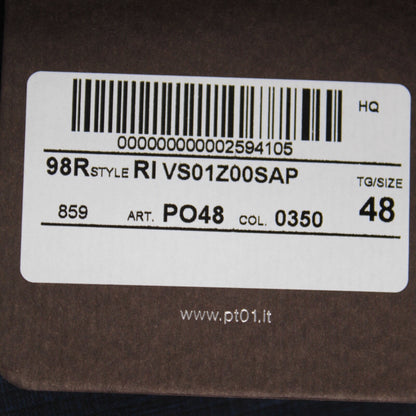 HQ
000000000002594105
98R STYLE RI VS01Z00SAP
TG/SIZE
859 ART. PO48 COL. 0350 48
www.pt01.it